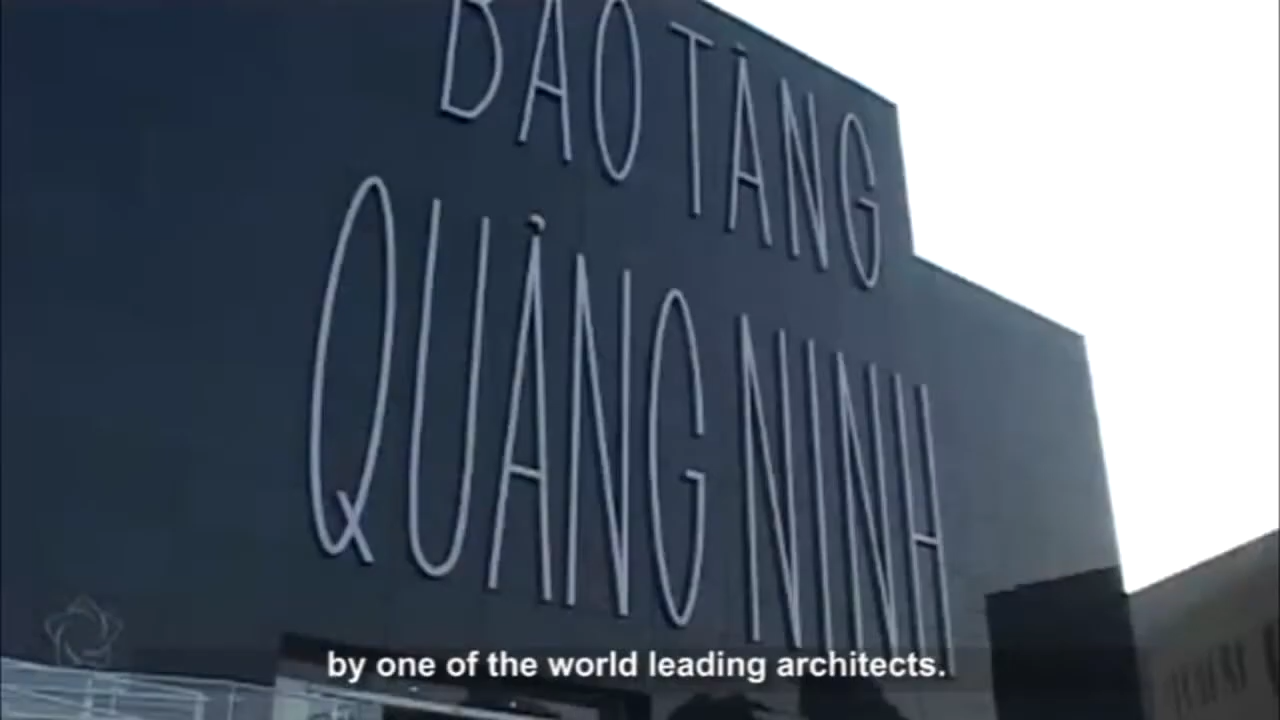 BẢO TÀNG
QUẢNG NINH
by one of the world leading architects.